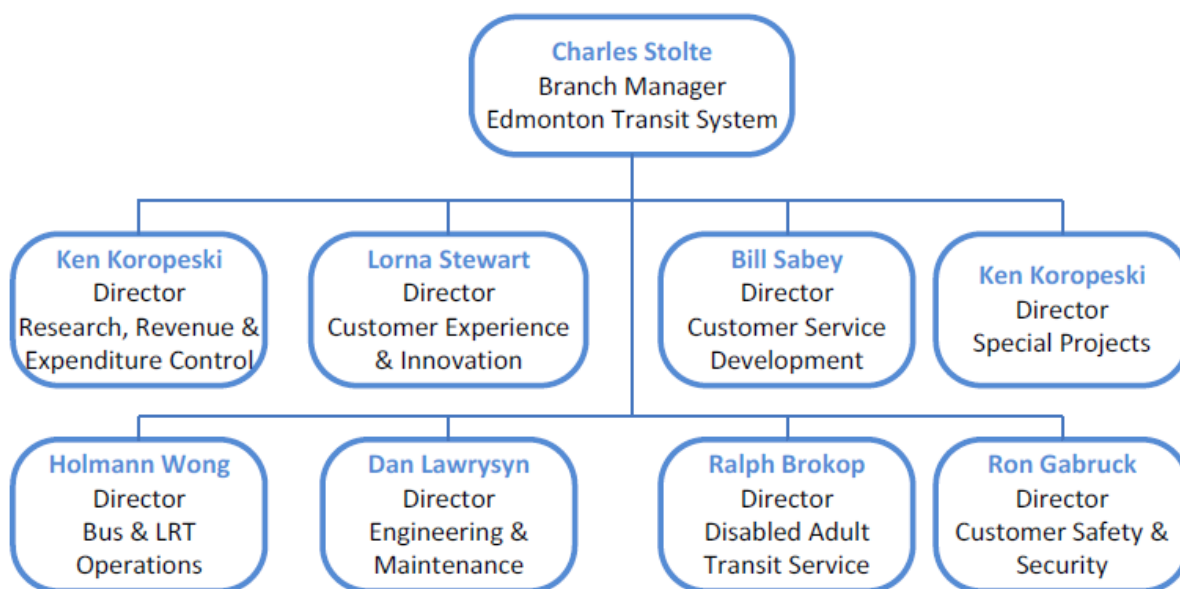 Charles Stolte
Branch Manager
Edmonton Transit System
Ken Koropeski
Director
Research, Revenue &
Expenditure Control
Lorna Stewart
Director
Customer Experience
& Innovation
Bill Sabey
Director
Customer Service
Development
Ken Koropeski
Director
Special Projects
Holmann Wong
Director
Bus & LRT
Operations
Dan Lawrysyn
Director
Engineering &
Maintenance
Ralph Brokop
Director
Disabled Adult
Transit Service
Ron Gabruck
Director
Customer Safety &
Security